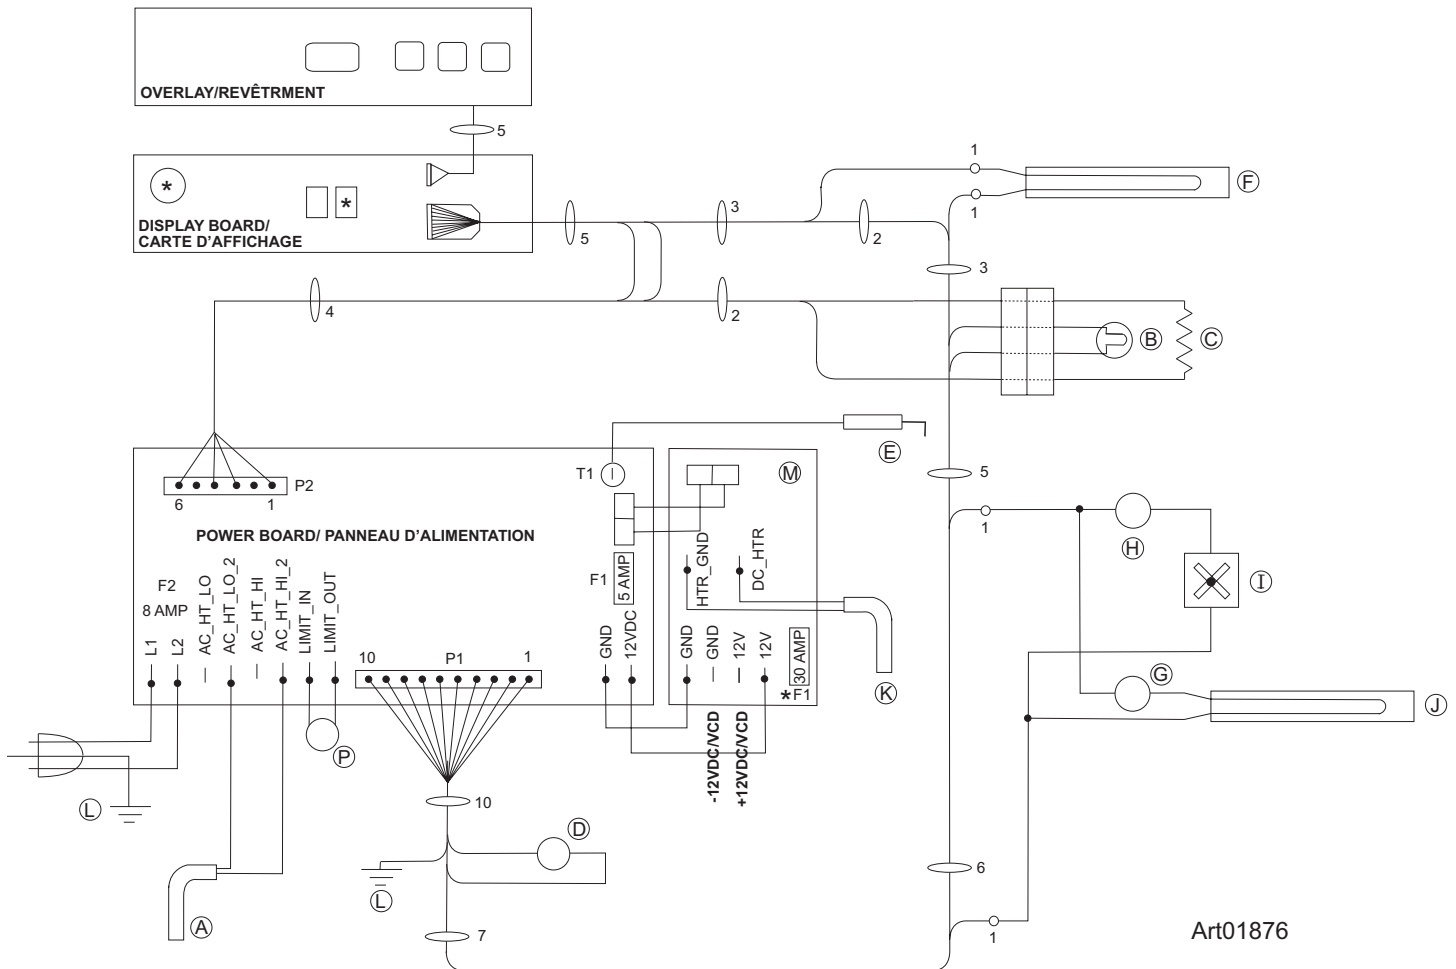 OVERLAY/REVÊTRMENT
5
*
*
DISPLAY BOARD/
CARTE D'AFFICHAGE
5
3
2
1
1
F
3
4
2
B
C
E
T1
M
5
6
1
P2
POWER BOARD/ PANNEAU D'ALIMENTATION
F2
8 AMP
L1
L2
AC_HT_LO
AC_HT_LO_2
AC_HT_HI
AC_HT_HI_2
LIMIT_IN
LIMIT_OUT
10
P1
1
F1
5 AMP
GND
12VDC
HTR_GND
DC_HTR
GND
GND
12V
12V
30 AMP
*F1
-12VDC/VCD
+12VDC/VCD
K
1
H
I
G
J
P
L
10
D
L
A
7
6
1
Art01876